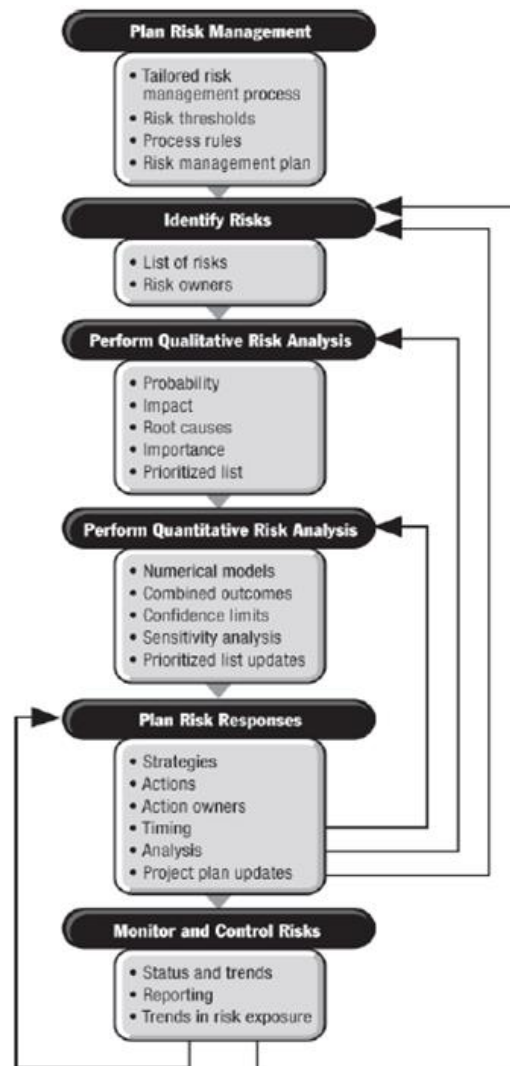 Plan Risk Management
• Tailored risk
management process
• Risk thresholds
• Process rules
• Risk management plan
Identify Risks
• List of risks
• Risk owners
Perform Qualitative Risk Analysis
• Probability
• Impact
• Root causes
• Importance
• Prioritized list
Perform Quantitative Risk Analysis
• Numerical models
• Combined outcomes
• Confidence limits
• Sensitivity analysis
• Prioritized list updates
Plan Risk Responses
• Strategies
• Actions
• Action owners
• Timing
• Analysis
• Project plan updates
Monitor and Control Risks
• Status and trends
• Reporting
• Trends in risk exposure